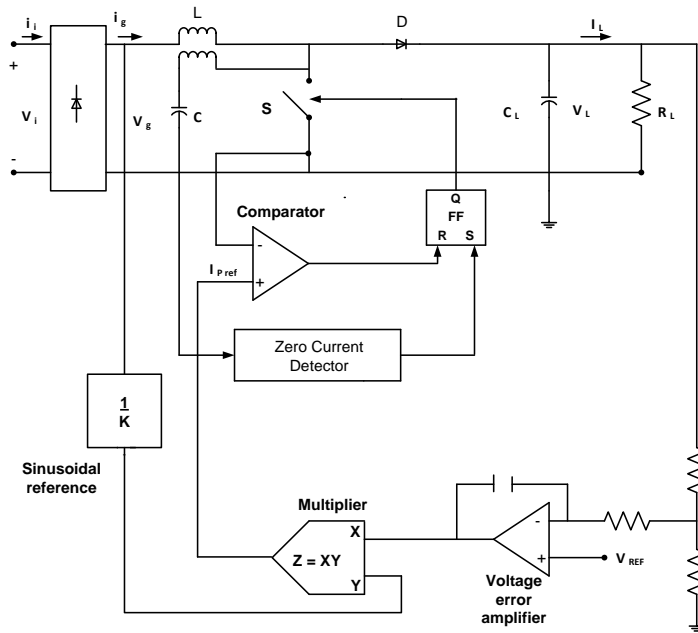 i i
i g
L
D
I L
+
V i
-
V g
C
S
C L
V L
R L
Comparator
Q
FF
R S
-
+
I P ref
Zero Current
Detector
1
K
Sinusoidal
reference
Multiplier
X
Z = XY
Y
-
+
V REF
Voltage
error
amplifier